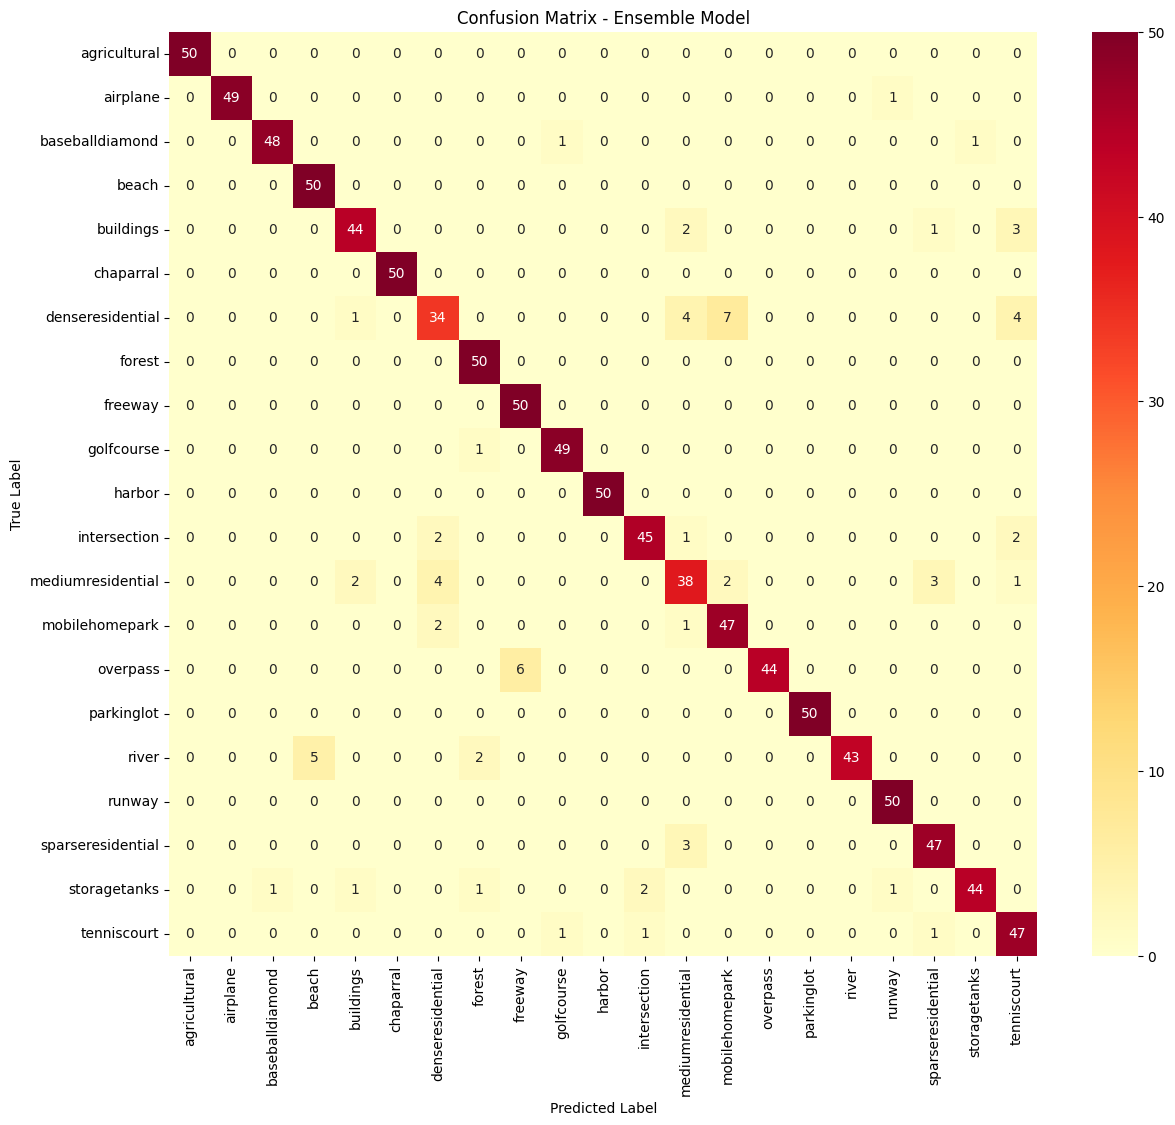 Confusion Matrix - Ensemble Model
agricultural 50 0 0 0 0 0 0 0 0 0 0 0 0 0 0 0 0 0 0 0 0
airplane 0 49 0 0 0 0 0 0 0 0 0 0 0 0 0 0 0 1 0 0 0
baseballdiamond 0 0 48 0 0 0 0 0 0 1 0 0 0 0 0 0 0 0 0 1 0
beach 0 0 0 50 0 0 0 0 0 0 0 0 0 0 0 0 0 0 0 0 0
buildings 0 0 0 0 44 0 0 0 0 0 0 0 2 0 0 0 0 0 1 0 3
chaparral 0 0 0 0 0 50 0 0 0 0 0 0 0 0 0 0 0 0 0 0 0
denseresidential 0 0 0 0 1 0 34 0 0 0 0 0 4 7 0 0 0 0 0 0 4
forest 0 0 0 0 0 0 0 50 0 0 0 0 0 0 0 0 0 0 0 0 0
freeway 0 0 0 0 0 0 0 0 50 0 0 0 0 0 0 0 0 0 0 0 0
golfcourse 0 0 0 0 0 0 0 1 0 49 0 0 0 0 0 0 0 0 0 0 0
harbor 0 0 0 0 0 0 0 0 0 0 50 0 0 0 0 0 0 0 0 0 0
intersection 0 0 0 0 0 0 2 0 0 0 0 45 1 0 0 0 0 0 0 0 2
mediumresidential 0 0 0 0 2 0 4 0 0 0 0 0 38 2 0 0 0 0 3 0 1
mobilehomepark 0 0 0 0 0 0 2 0 0 0 0 0 1 47 0 0 0 0 0 0 0
overpass 0 0 0 0 0 0 0 0 6 0 0 0 0 0 44 0 0 0 0 0 0
parkinglot 0 0 0 0 0 0 0 0 0 0 0 0 0 0 0 50 0 0 0 0 0
river 0 0 0 5 0 0 0 2 0 0 0 0 0 0 0 0 43 0 0 0 0
runway 0 0 0 0 0 0 0 0 0 0 0 0 0 0 0 0 0 50 0 0 0
sparseresidential 0 0 0 0 0 0 0 0 0 0 0 0 3 0 0 0 0 0 47 0 0
storagetanks 0 0 1 0 1 0 0 1 0 0 0 2 0 0 0 0 0 1 0 44 0
tenniscourt 0 0 0 0 0 0 0 0 0 1 0 1 0 0 0 0 0 0 1 0 47
True Label
agricultural
airplane
baseballdiamond
beach
buildings
chaparral
denseresidential
forest
freeway
golfcourse
harbor
intersection
mediumresidential
mobilehomepark
overpass
parkinglot
river
runway
sparseresidential
storagetanks
tenniscourt
Predicted Label
50
40
30
20
10
0